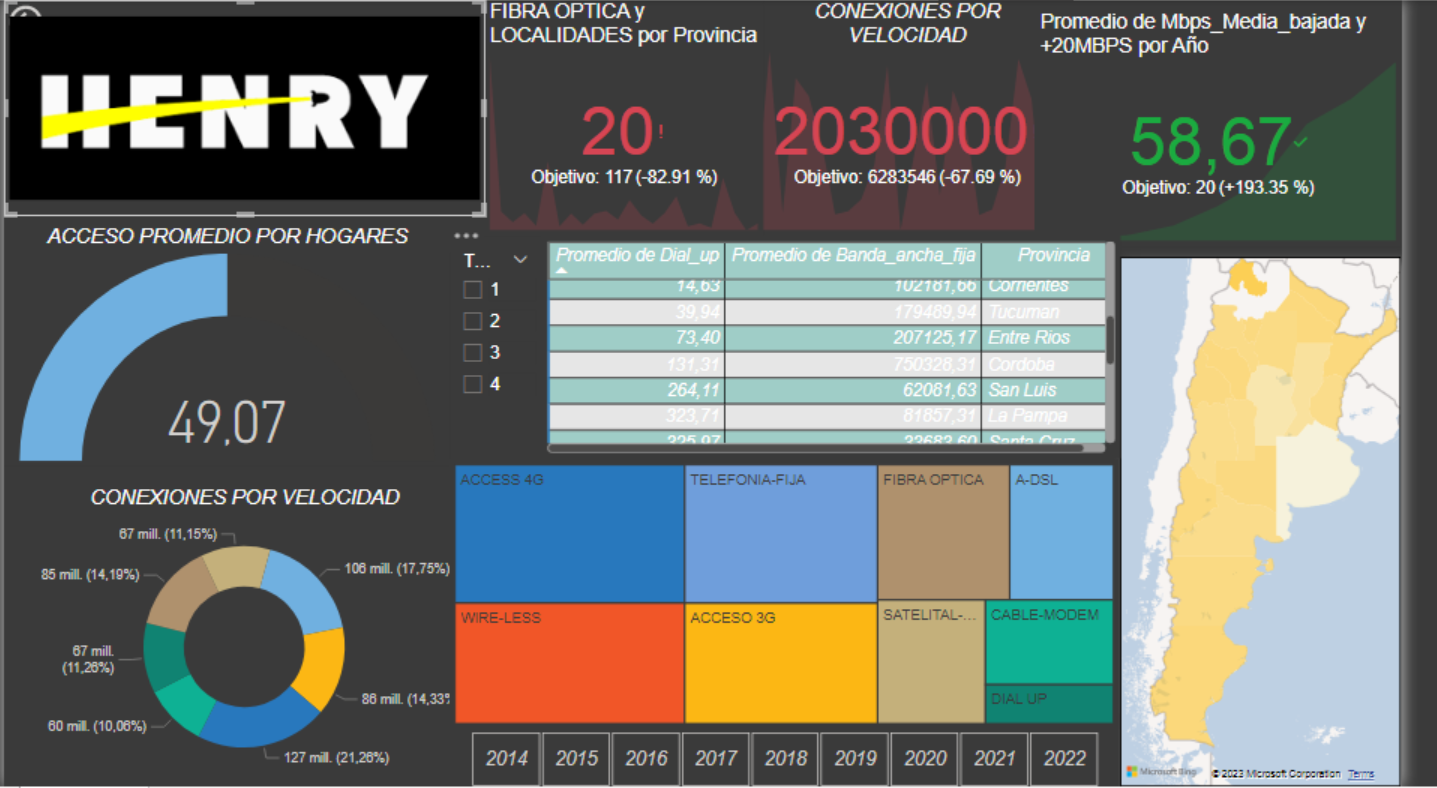 HENRY
FIBRA OPTICA y
LOCALIDADES por Provincia
20!
Objetivo: 117 (-82.91 %)
CONEXIONES POR
VELOCIDAD
2030000
Objetivo: 6283546 (-67.69 %)
Promedio de Mbps_Media_bajada y
+20MBPS por Año
58,67
Objetivo: 20 (+193.35 %)
ACCESO PROMEDIO POR HOGARES
49,07
T...
1
2
3
4
Promedio de Dial_up Promedio de Banda_ancha_fija Provincia
14,63 102181,66 Corrientes
39,94 179489,94 Tucuman
73,40 207125,17 Entre Rios
131,31 750328,31 Cordoba
264,11 62081,63 San Luis
323,71 81857,31 La Pampa
325,97 22683,60 Santa Cruz
CONEXIONES POR VELOCIDAD
67 mill. (11,15%)
106 mill. (17,75%)
85 mill. (14,19%)
67 mill.
(11,26%)
86 mill. (14,33%
60 mill. (10,06%)
127 mill. (21,26%)
ACCESS 4G
TELEFONIA-FIJA
FIBRA OPTICA
A-DSL
WIRE-LESS
ACCESO 3G
SATELITAL-...
CABLE-MODEM
DIAL UP
2014 2015 2016 2017 2018 2019 2020 2021 2022
Microsoft Bing
© 2023 Microsoft Corporation Terms